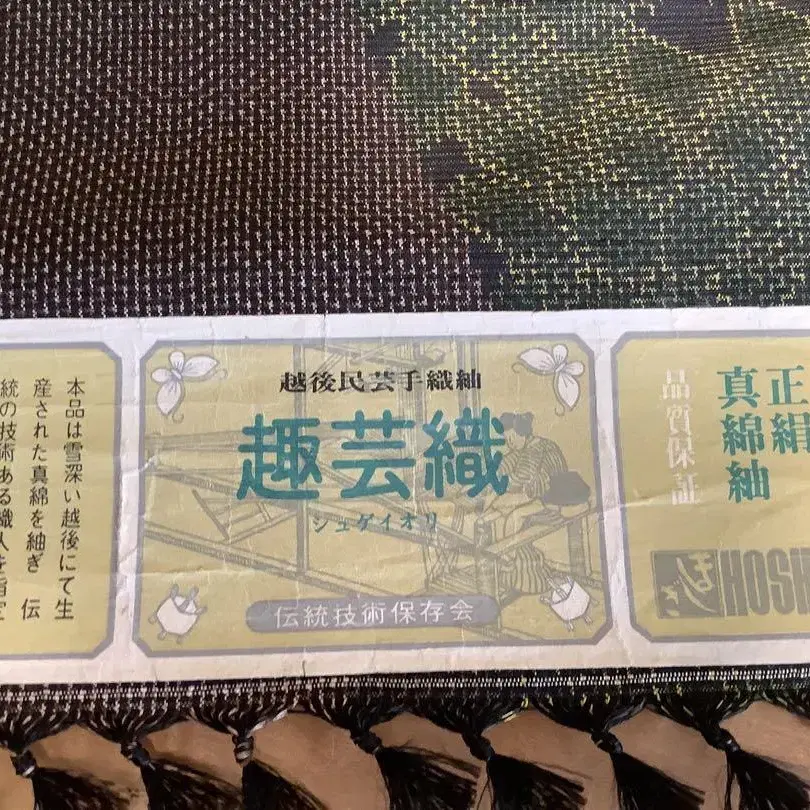 越後民芸手織紬
趣芸織
シュゲイオリ
伝統技術保存会
正絹
真綿紬
品質保証
HOSH
本品は雪深い越後にて生
産された真綿を紬ぎ 伝
統の技術ある織人を指定